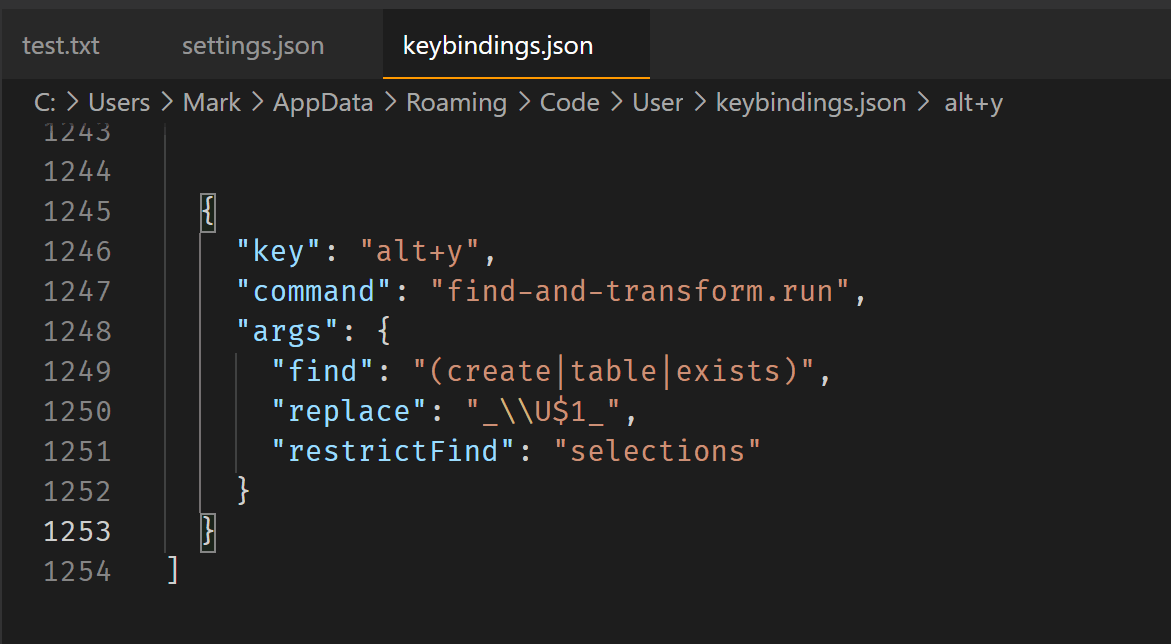 test.txt settings.json keybindings.json
C: > Users > Mark > AppData > Roaming > Code > User > keybindings.json > alt+y
1243
1244
1245 {
1246 "key": "alt+y",
1247 "command": "find-and-transform.run",
1248 "args": {
1249 "find": "(create|table|exists)",
1250 "replace": "_\\U$1_",
1251 "restrictFind": "selections"
1252 }
1253 }
1254 ]